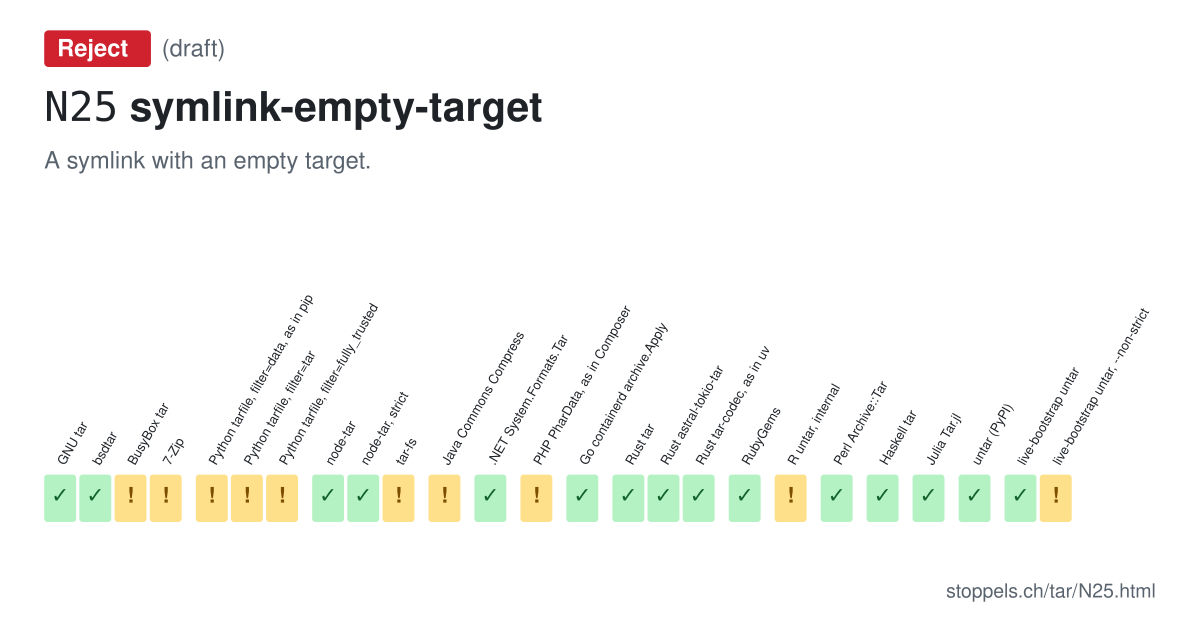 Reject (draft)
N25 symlink-empty-target
A symlink with an empty target.
GNU tar
bsdtar
BusyBox tar
7-Zip
Python tarfile, filter=data, as in pip
Python tarfile, filter=tar
Python tarfile, filter=fully_trusted
node-tar
node-tar, strict
tar-fs
Java Commons Compress
.NET System.Formats.Tar
PHP PharData, as in Composer
Go containerd archive.Apply
Rust tar
Rust astral-tokio-tar
Rust tar-codec, as in uv
RubyGems
R untar, internal
Perl Archive::Tar
Haskell tar
Julia Tar.jl
untar (PyPI)
live-bootstrap untar
live-bootstrap untar, --non-strict
✓ ✓ ! ! ! ! ! ✓ ✓ ! ! ✓ ! ✓ ✓ ✓ ✓ ✓ ! ✓ ✓ ✓ ✓ ✓ !
stoppels.ch/tar/N25.html